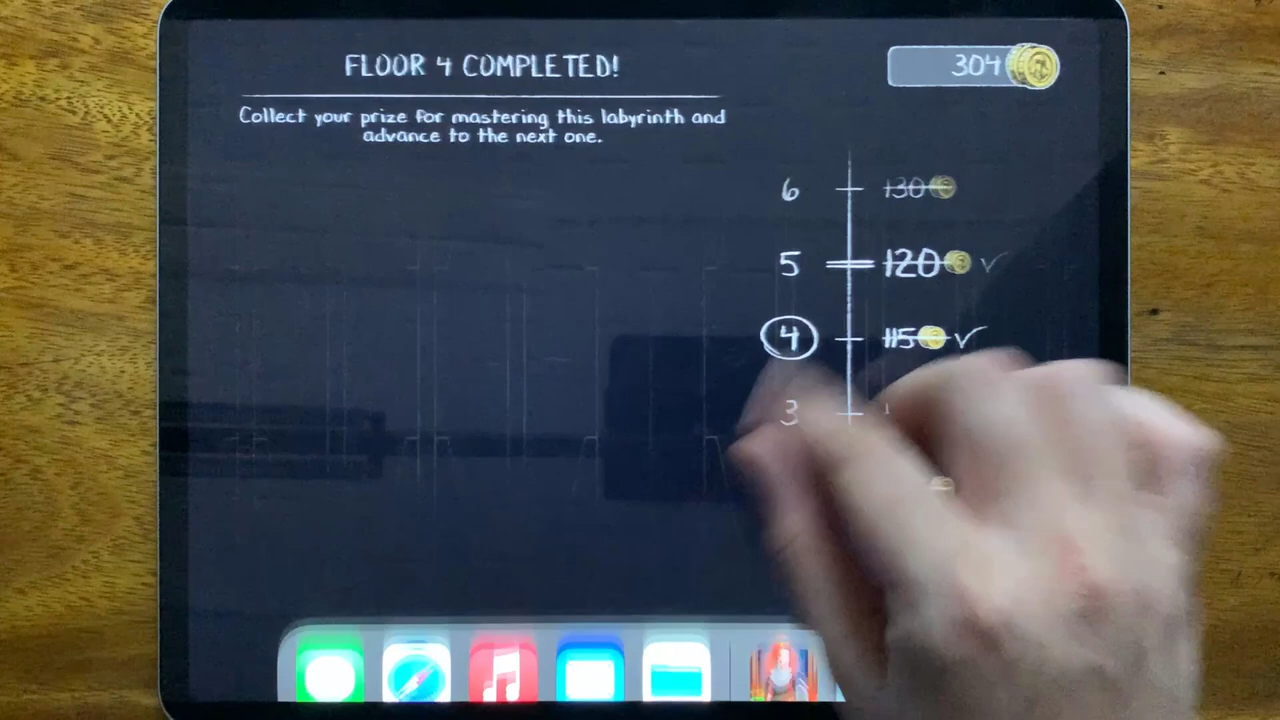 FLOOR 4 COMPLETED!
304
Collect your prize for mastering this labyrinth and
advance to the next one.
6 130
5 120 ✓
4 115 ✓
3